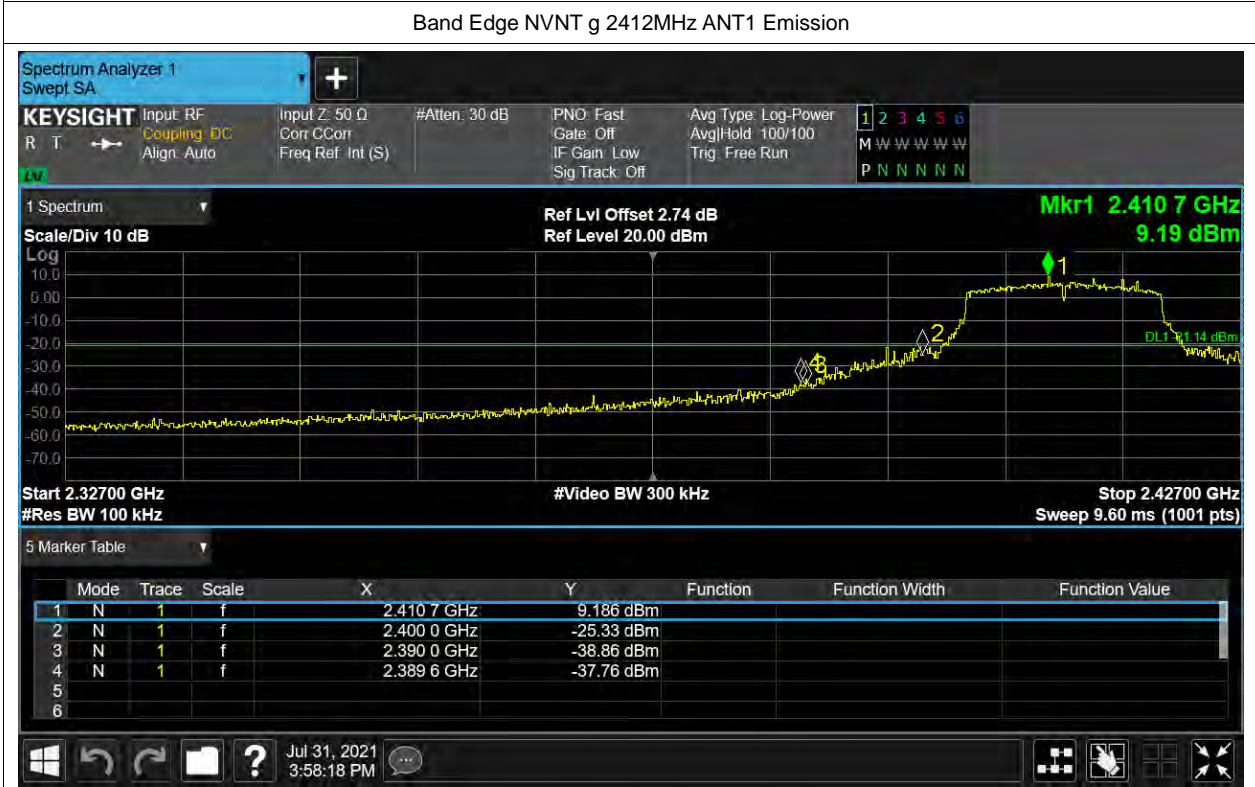 Band Edge NVNT g 2412MHz ANT1 Emission
Spectrum Analyzer 1
Swept SA
+
KEYSIGHT Input: RF Input Z: 50 Ω #Atten: 30 dB PNO: Fast Avg Type: Log-Power 1 2 3 4 5 6
R T Coupling: DC Corr CCorr Gate: Off Avg|Hold: 100/100 M W W W W W
Align: Auto Freq Ref: Int (S) IF Gain: Low Trig: Free Run
Sig Track: Off P N N N N N
1 Spectrum Ref Lvl Offset 2.74 dB Mkr1 2.410 7 GHz
Scale/Div 10 dB Ref Level 20.00 dBm 9.19 dBm
Log
10.0
0.00
-10.0
-20.0
-30.0
-40.0
-50.0
-60.0
-70.0
1
2
4
3
DL1 -21.14 dBm
Start 2.32700 GHz #Video BW 300 kHz Stop 2.42700 GHz
#Res BW 100 kHz Sweep 9.60 ms (1001 pts)
5 Marker Table
Mode Trace Scale X Y Function Function Width Function Value
1 N 1 f 2.410 7 GHz 9.186 dBm
2 N 1 f 2.400 0 GHz -25.33 dBm
3 N 1 f 2.390 0 GHz -38.86 dBm
4 N 1 f 2.389 6 GHz -37.76 dBm
5
6
? Jul 31, 2021
3:58:18 PM